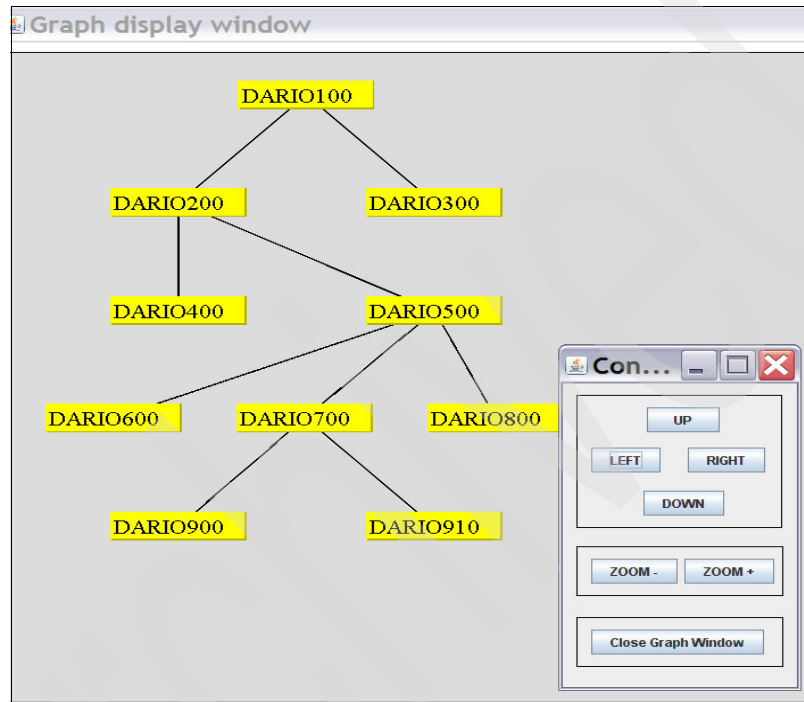 Graph display window
DARIO100
DARIO200 DARIO300
DARIO400 DARIO500
Con...
DARIO600 DARIO700 DARIO800
UP
LEFT RIGHT
DOWN
DARIO900 DARIO910
ZOOM - ZOOM +
Close Graph Window